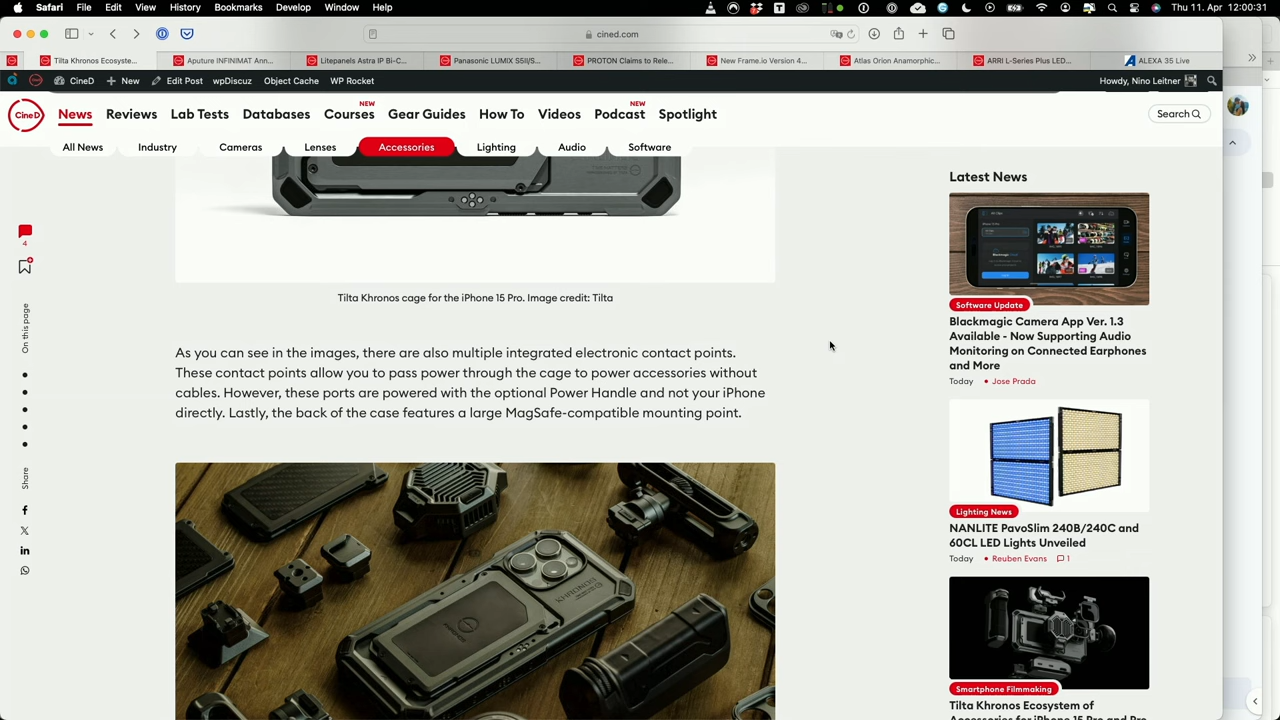 Safari File Edit View History Bookmarks Develop Window Help Thu 11. Apr 12:00:31
cined.com
Tilta Khronos Ecosyste... Aputure INFINIMAT Ann... Litepanels Astra IP Bi-C... Panasonic LUMIX S5II/S... PROTON Claims to Rele... New Frame.io Version 4... Atlas Orion Anamorphic... ARRI L-Series Plus LED... ALEXA 35 Live
CineD New Edit Post wpDiscuz Object Cache WP Rocket Howdy, Nino Leitner
CineD News Reviews Lab Tests Databases Courses NEW Gear Guides How To Videos Podcast NEW Spotlight Search
All News Industry Cameras Lenses Accessories Lighting Audio Software
4
On this page
Share
Tilta Khronos cage for the iPhone 15 Pro. Image credit: Tilta
As you can see in the images, there are also multiple integrated electronic contact points.
These contact points allow you to pass power through the cage to power accessories without
cables. However, these ports are powered with the optional Power Handle and not your iPhone
directly. Lastly, the back of the case features a large MagSafe-compatible mounting point.
KHRONOS
Latest News
Software Update
Blackmagic Camera App Ver. 1.3
Available - Now Supporting Audio
Monitoring on Connected Earphones
and More
Today Jose Prada
Lighting News
NANLITE PavoSlim 240B/240C and
60CL LED Lights Unveiled
Today Reuben Evans 1
Smartphone Filmmaking
Tilta Khronos Ecosystem of
Accessories for iPhone 15 Pro and Pro